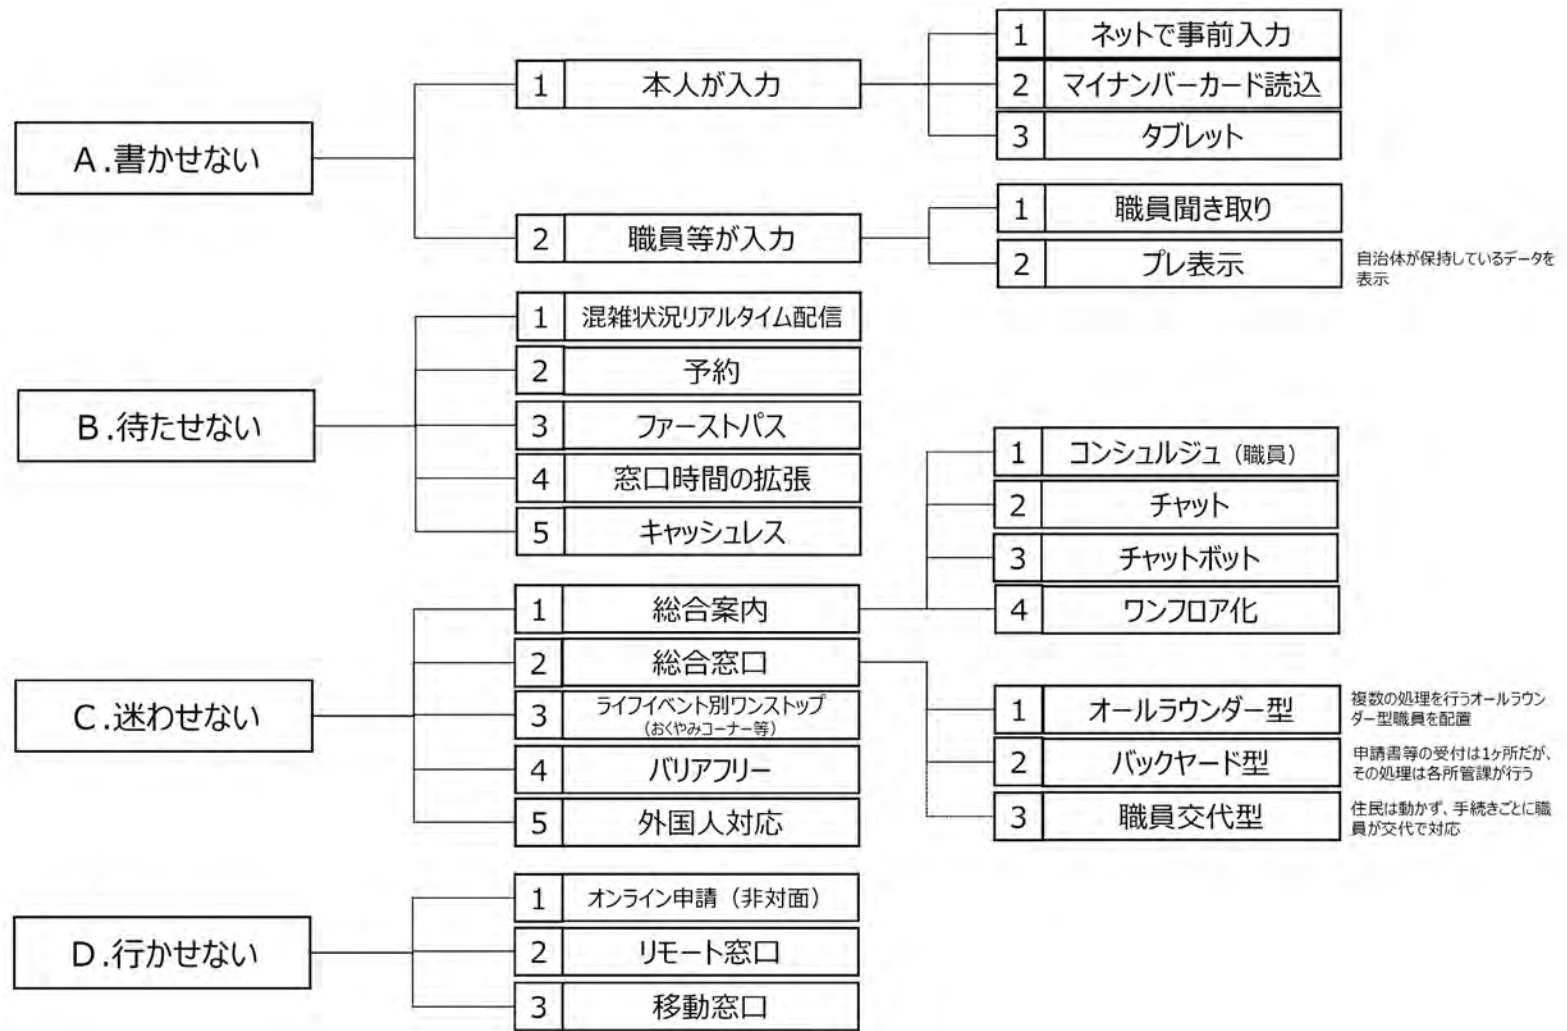 A.書かせない
1 本人が入力
1 ネットで事前入力
2 マイナンバーカード読込
3 タブレット
2 職員等が入力
1 職員聞き取り
2 プレ表示
自治体が保持しているデータを
表示
B.待たせない
1 混雑状況リアルタイム配信
2 予約
3 ファーストパス
4 窓口時間の拡張
5 キャッシュレス
C.迷わせない
1 総合案内
1 コンシュルジュ（職員）
2 チャット
3 チャットボット
4 ワンフロア化
2 総合窓口
1 オールラウンダー型
複数の処理を行うオールラウン
ダー型職員を配置
2 バックヤード型
申請書等の受付は1ヶ所だが、
その処理は各所管課が行う
3 職員交代型
住民は動かず、手続きごとに職
員が交代で対応
3 ライフイベント別ワンストップ
（おくやみコーナー等）
4 バリアフリー
5 外国人対応
D.行かせない
1 オンライン申請（非対面）
2 リモート窓口
3 移動窓口